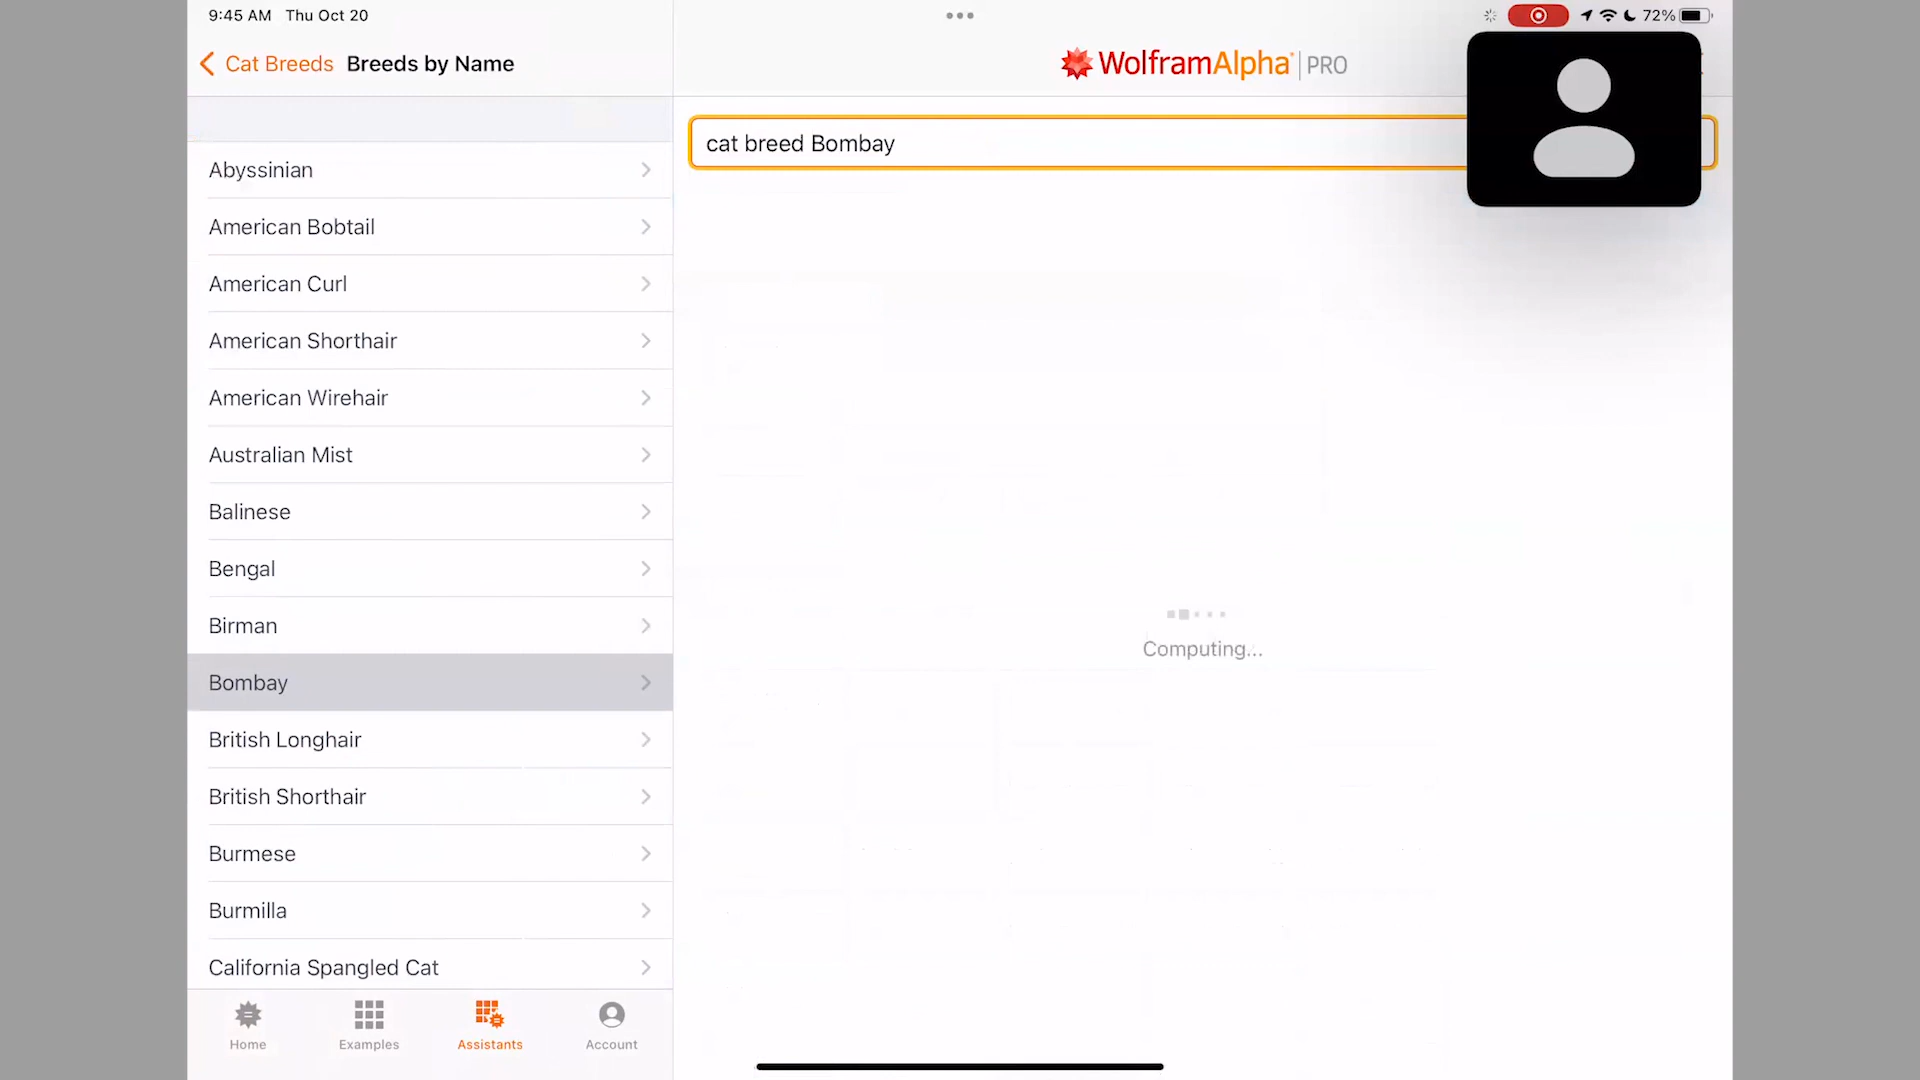 9:45 AM Thu Oct 20
72%
Cat Breeds Breeds by Name
WolframAlpha PRO
cat breed Bombay
Abyssinian
American Bobtail
American Curl
American Shorthair
American Wirehair
Australian Mist
Balinese
Bengal
Birman
Bombay
British Longhair
British Shorthair
Burmese
Burmilla
California Spangled Cat
Computing...
Home Examples Assistants Account